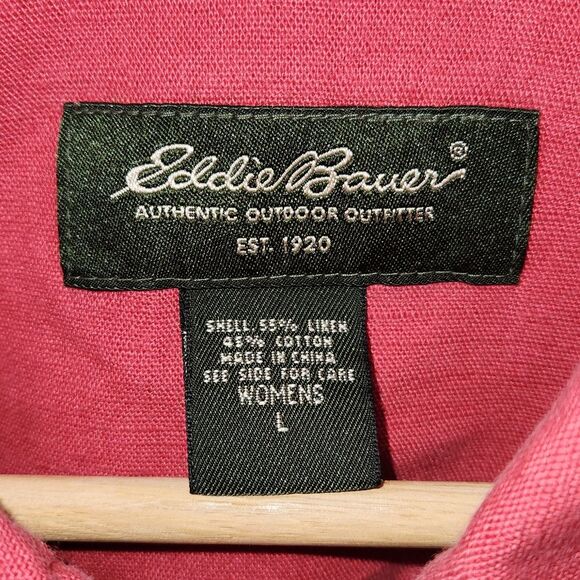 Eddie Bauer®
AUTHENTIC OUTDOOR OUTFITTER
EST. 1920
SHELL 55% LINEN
45% COTTON
MADE IN CHINA
SEE SIDE FOR CARE
WOMENS
L